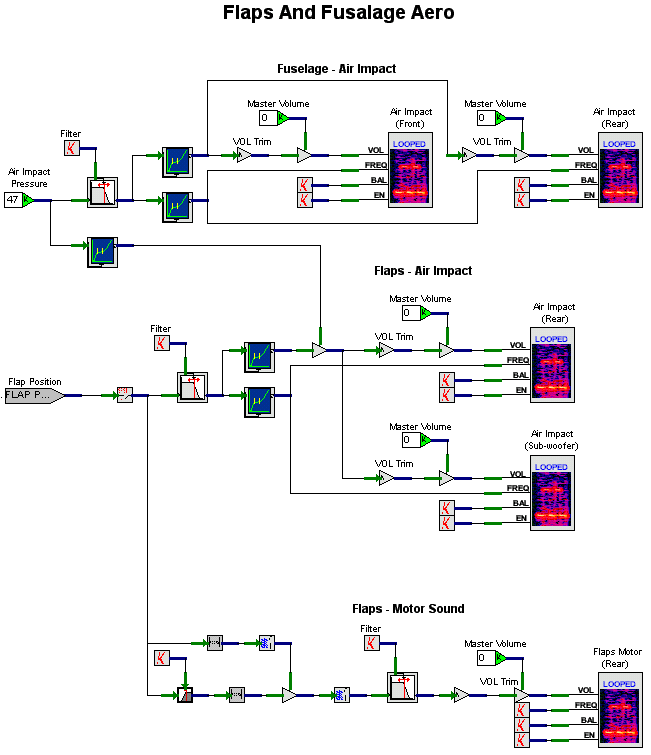 Flaps And Fusalage Aero
Fuselage - Air Impact
Master Volume
0
Master Volume
0
Air Impact
(Front)
Air Impact
(Rear)
Filter
VOL Trim
VOL Trim
LOOPED
LOOPED
VOL
FREQ
BAL
EN
VOL
FREQ
BAL
EN
Air Impact
Pressure
47
Flaps - Air Impact
Master Volume
0
Air Impact
(Rear)
Filter
VOL Trim
LOOPED
VOL
FREQ
BAL
EN
Flap Position
FLAP P...
Master Volume
0
Air Impact
(Sub-woofer)
VOL Trim
LOOPED
VOL
FREQ
BAL
EN
Flaps - Motor Sound
Filter
Master Volume
0
Flaps Motor
(Rear)
VOL Trim
LOOPED
VOL
FREQ
BAL
EN